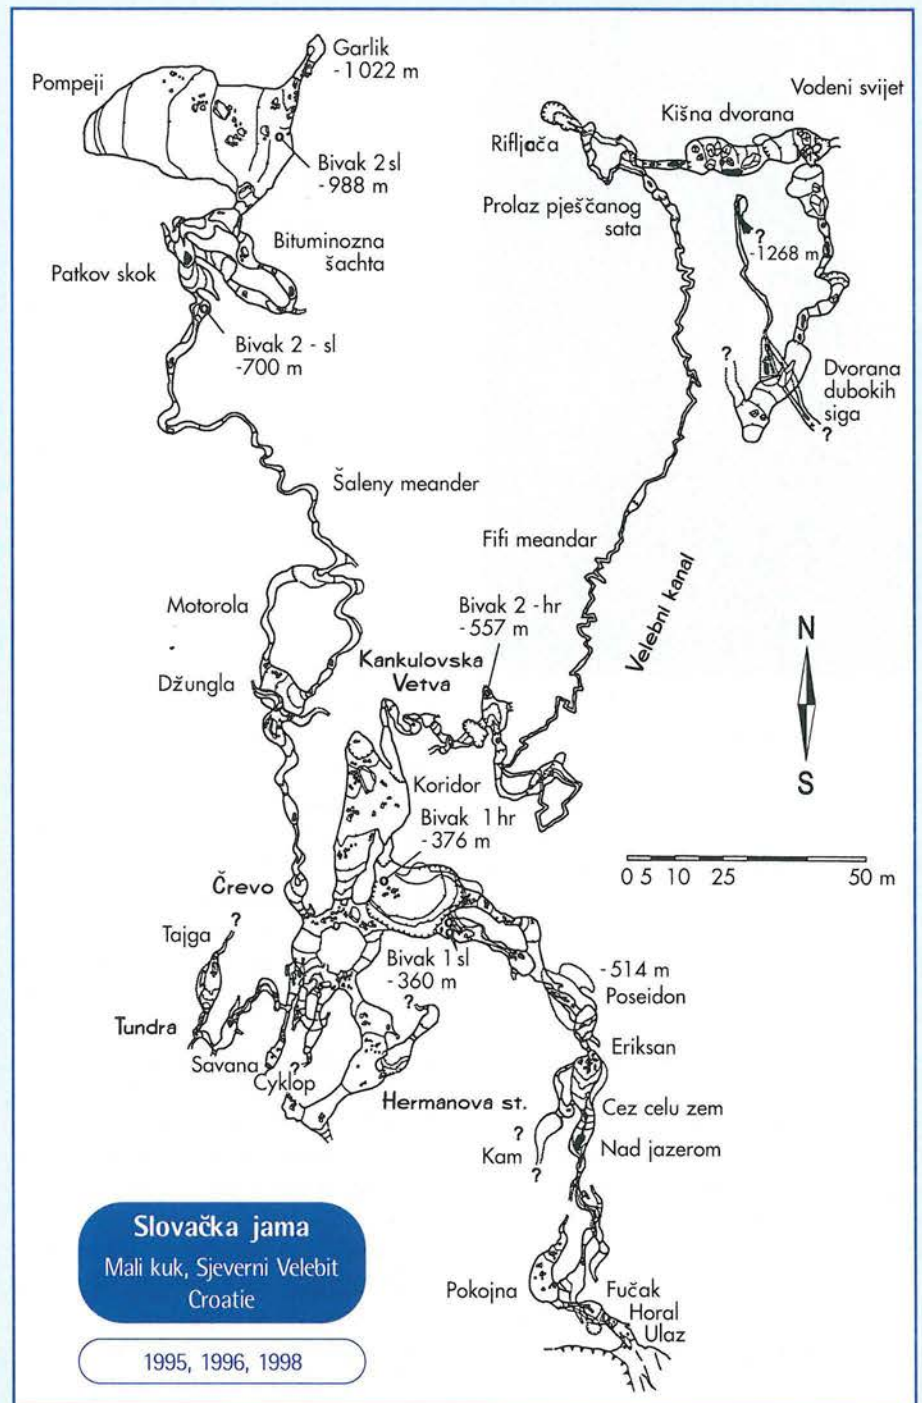 Garlik
- 1 022 m
Pompeji
Vodeni svijet
Kišna dvorana
Rifljača
Bivak 2 sl
- 988 m
Prolaz pješčanog
sata
?
-1268 m
Bituminozna
šachta
Patkov skok
Bivak 2 - sl
-700 m
?
Dvorana
dubokih
siga
?
Šaleny meander
Fifi meandar
Velebni kanal
Motorola
Bivak 2 - hr
- 557 m
N
S
Kankulovska
Vetva
Džungla
Koridor
Bivak 1 hr
- 376 m
0 5 10 25 50 m
Črevo
?
Tajga
Bivak 1 sl
- 360 m
?
- 514 m
Poseidon
Tundra
Savana
?
Cyklop
Eriksan
Hermanova st.
Cez celu zem
?
Kam
?
Nad jazerom
Slovačka jama
Mali kuk, Sjeverni Velebit
Croatie
1995, 1996, 1998
Pokojna
Fučak
Horal
Ulaz